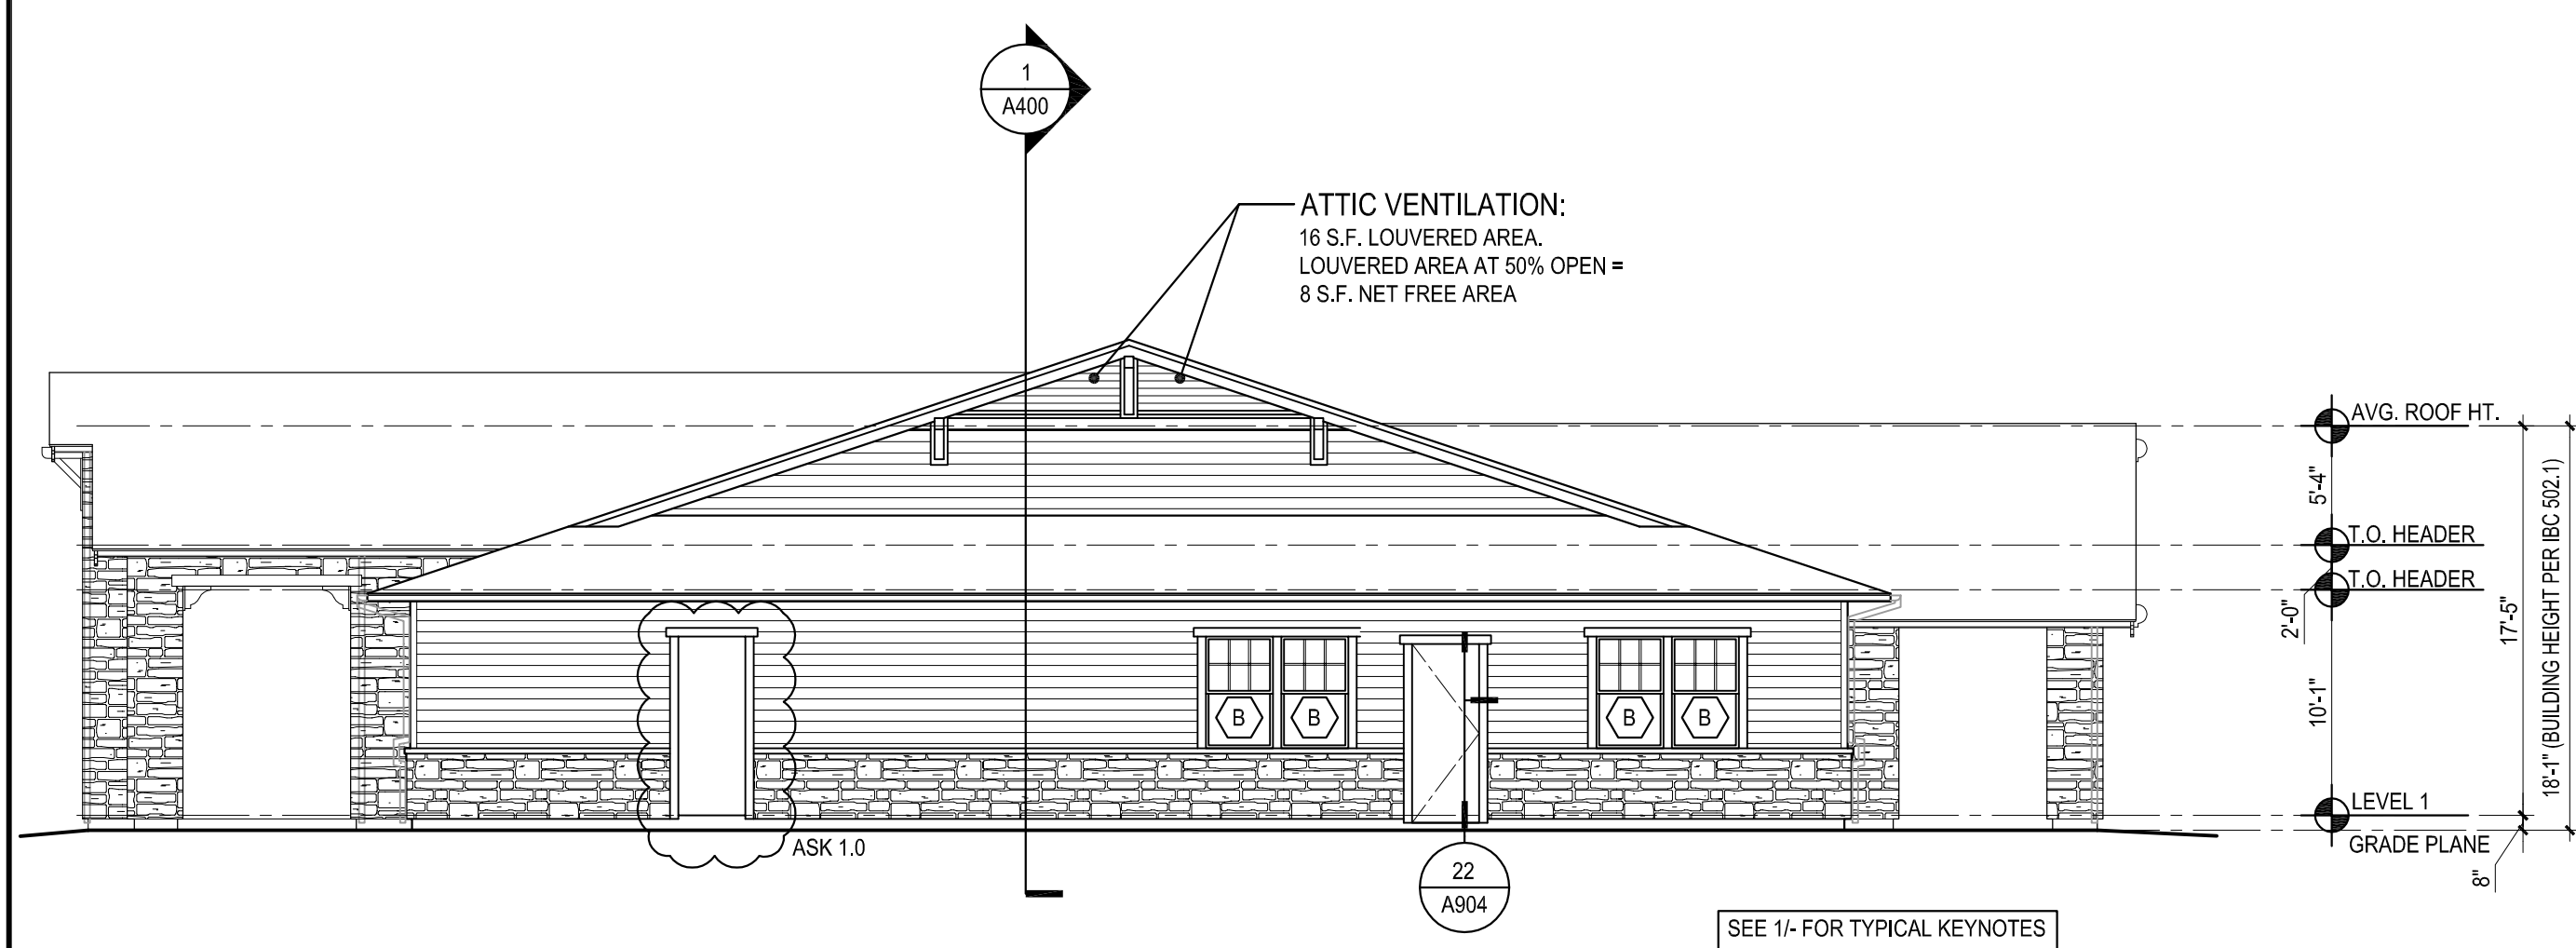 1
A400
ATTIC VENTILATION:
16 S.F. LOUVERED AREA.
LOUVERED AREA AT 50% OPEN =
8 S.F. NET FREE AREA
AVG. ROOF HT.
5'-4"
T.O. HEADER
T.O. HEADER
2'-0"
10'-1"
17'-5"
18'-1" (BUILDING HEIGHT PER IBC 502.1)
B
B
B
B
LEVEL 1
GRADE PLANE
8"
ASK 1.0
22
A904
SEE 1/- FOR TYPICAL KEYNOTES